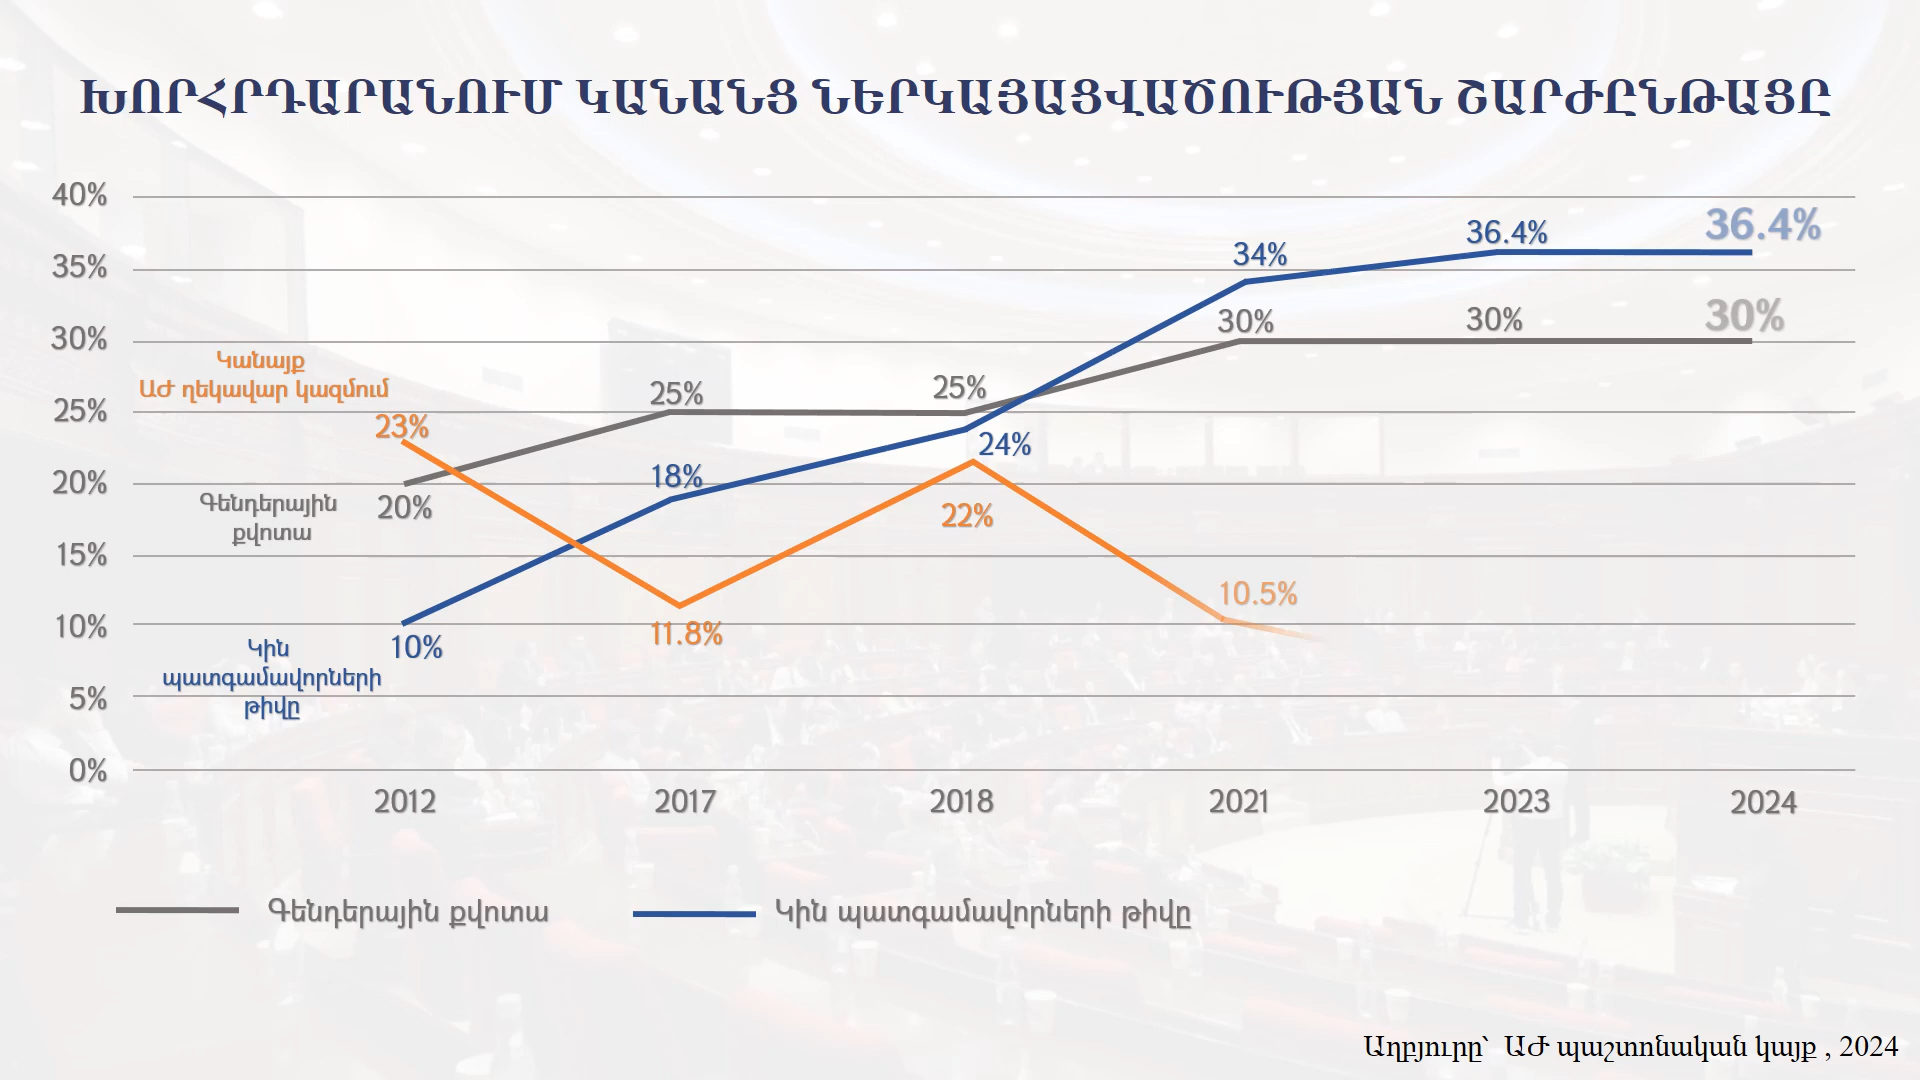 ԽՈՐՀՐԴԱՐԱՆՈՒՄ ԿԱՆԱՆՑ ՆԵՐԿԱՅԱՑՎԱԾՈՒԹՅԱՆ ՇԱՐԺԸՆԹԱՑԸ
40%
35%
30%
25%
20%
15%
10%
5%
0%
Կանայք
ԱԺ ղեկավար կազմում
23%
11.8%
22%
10.5%
Գենդերային
քվոտա
20%
25%
25%
30%
30%
30%
Կին
պատգամավորների
թիվը
10%
18%
24%
34%
36.4%
36.4%
2012 2017 2018 2021 2023 2024
Գենդերային քվոտա Կին պատգամավորների թիվը
Աղբյուրը՝ ԱԺ պաշտոնական կայք , 2024